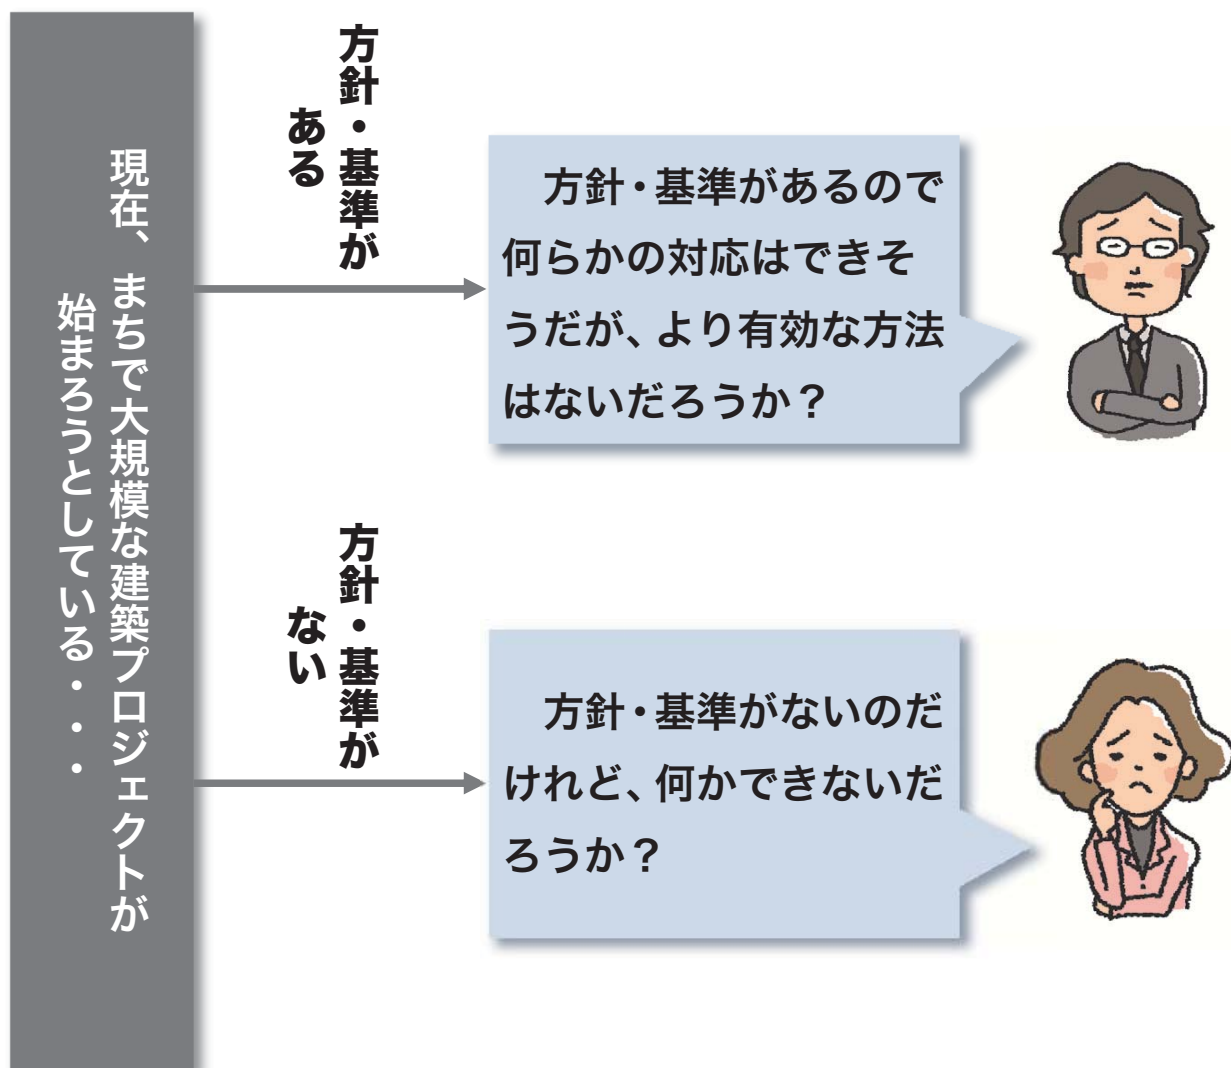 現在、まちで大規模な建築プロジェクトが
始まろうとしている・・・
方針・基準が
ある
方針・基準があるので
何らかの対応はできそ
うだが、より有効な方法
はないだろうか？
方針・基準が
ない
方針・基準がないのだ
けれど、何かできないだ
ろうか？